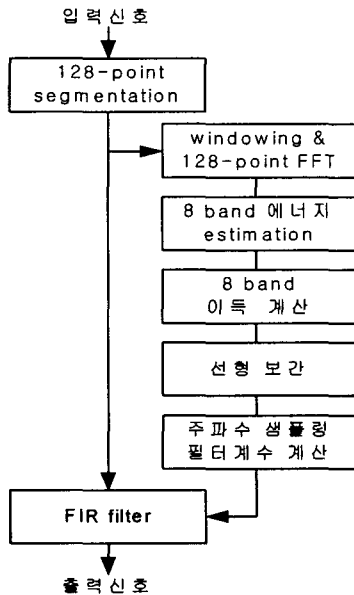 입력신호
128-point
segmentation
windowing &
128-point FFT
8 band 에너지
estimation
8 band
이득 계산
선형 보간
주파수 샘플링
필터계수 계산
FIR filter
출력신호